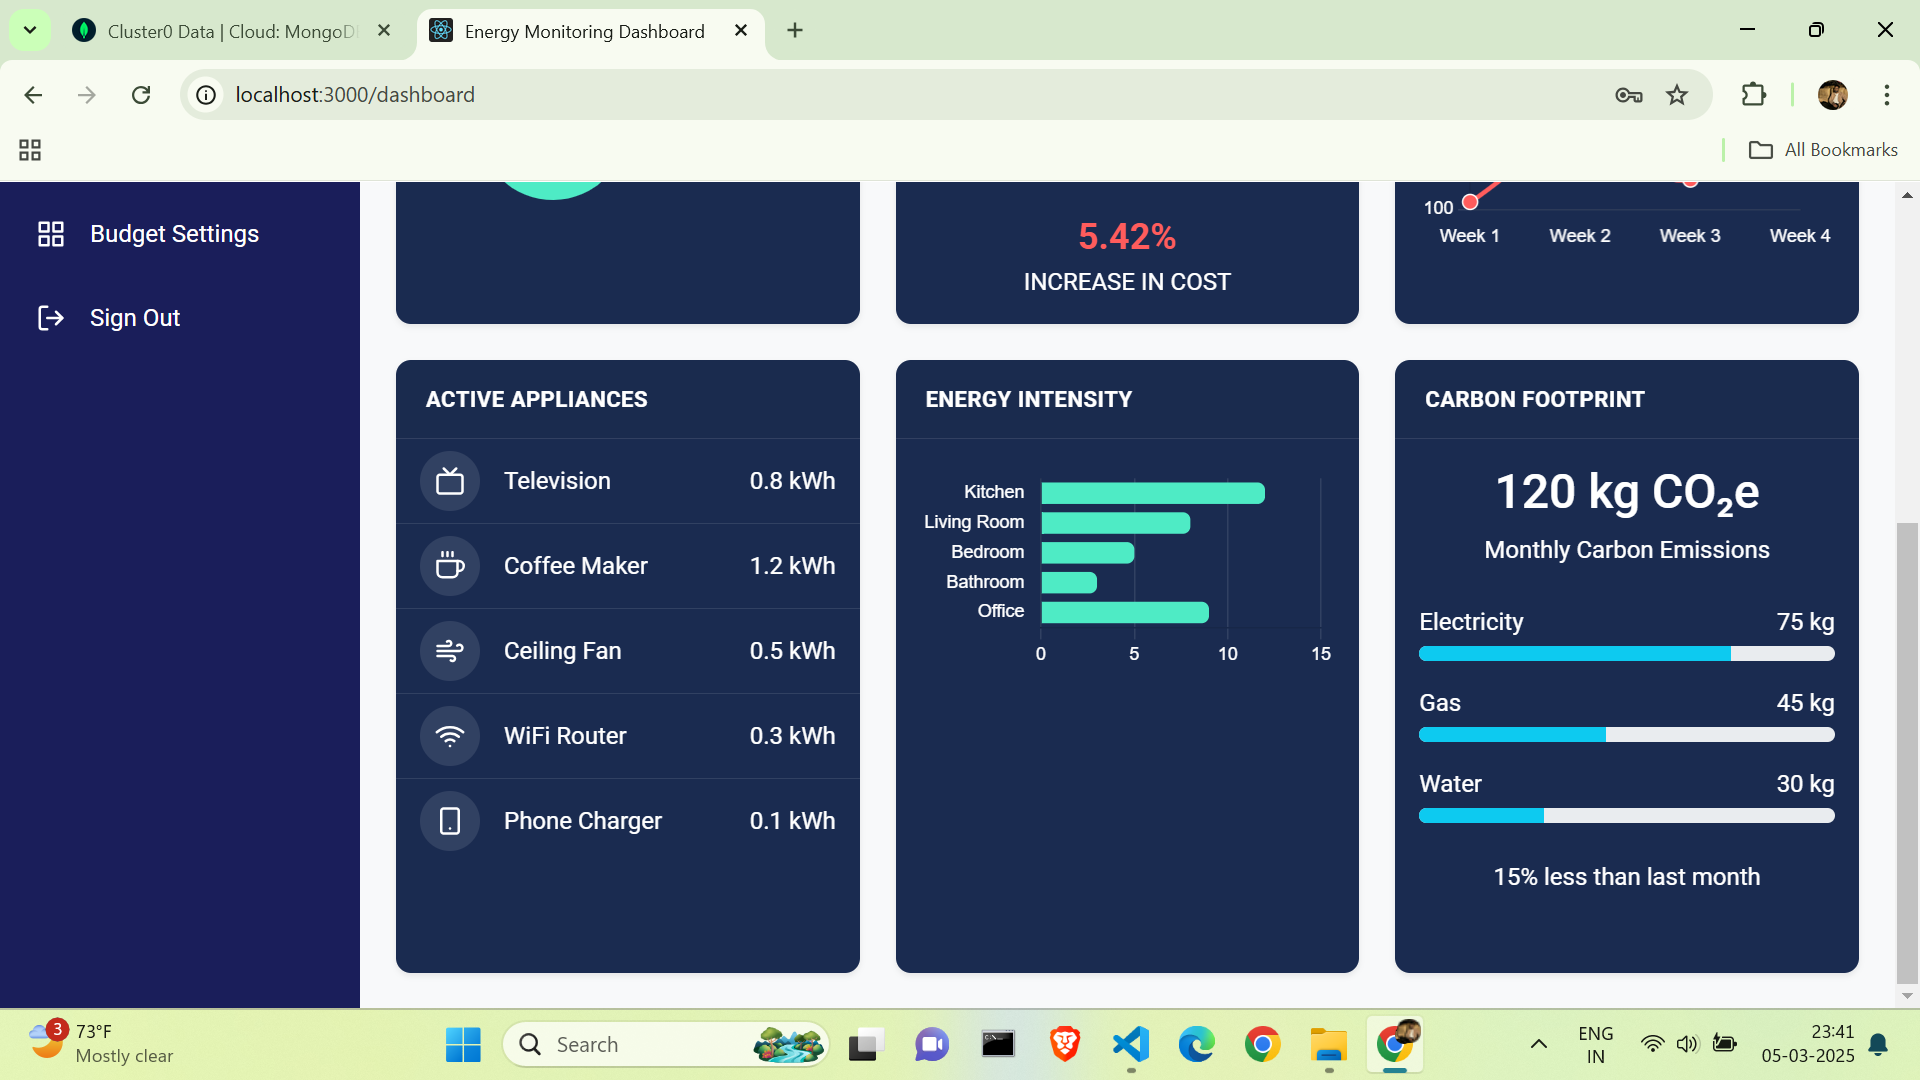 Cluster0 Data | Cloud: MongoD
Energy Monitoring Dashboard
localhost:3000/dashboard
All Bookmarks
Budget Settings
Sign Out
5.42%
INCREASE IN COST
100
Week 1
Week 2
Week 3
Week 4
ACTIVE APPLIANCES
Television 0.8 kWh
Coffee Maker 1.2 kWh
Ceiling Fan 0.5 kWh
WiFi Router 0.3 kWh
Phone Charger 0.1 kWh
ENERGY INTENSITY
Kitchen
Living Room
Bedroom
Bathroom
Office
0 5 10 15
CARBON FOOTPRINT
120 kg CO₂e
Monthly Carbon Emissions
Electricity 75 kg
Gas 45 kg
Water 30 kg
15% less than last month
3
73°F
Mostly clear
Search
ENG
IN
23:41
05-03-2025